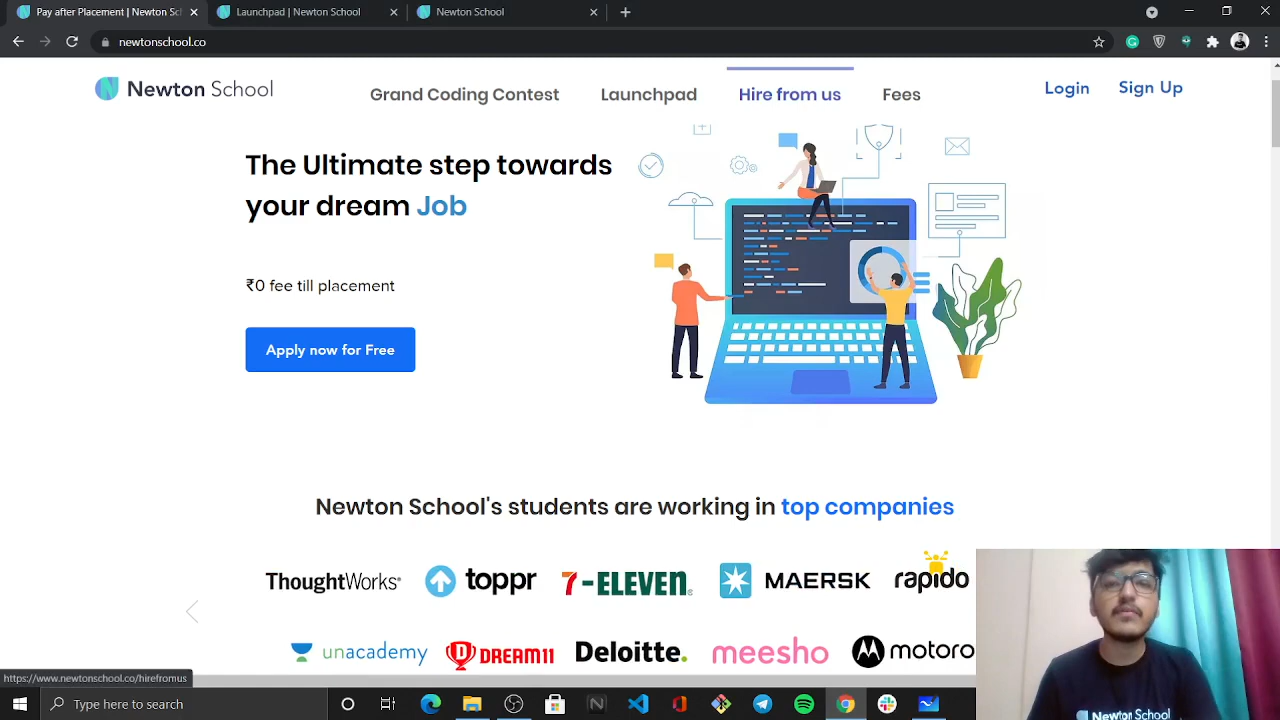 Pay after Placement | Newton Sc
Launchpad | Newton School
Newton School
newtonschool.co
Newton School
Grand Coding Contest
Launchpad
Hire from us
Fees
Login
Sign Up
The Ultimate step towards
your dream Job
₹0 fee till placement
Apply now for Free
Newton School's students are working in top companies
ThoughtWorks®
toppr
7-ELEVEN®
MAERSK
rapido
unacademy
DREAM11
Deloitte.
meesho
motoro
https://www.newtonschool.co/hirefromus
Type here to search
Newton School